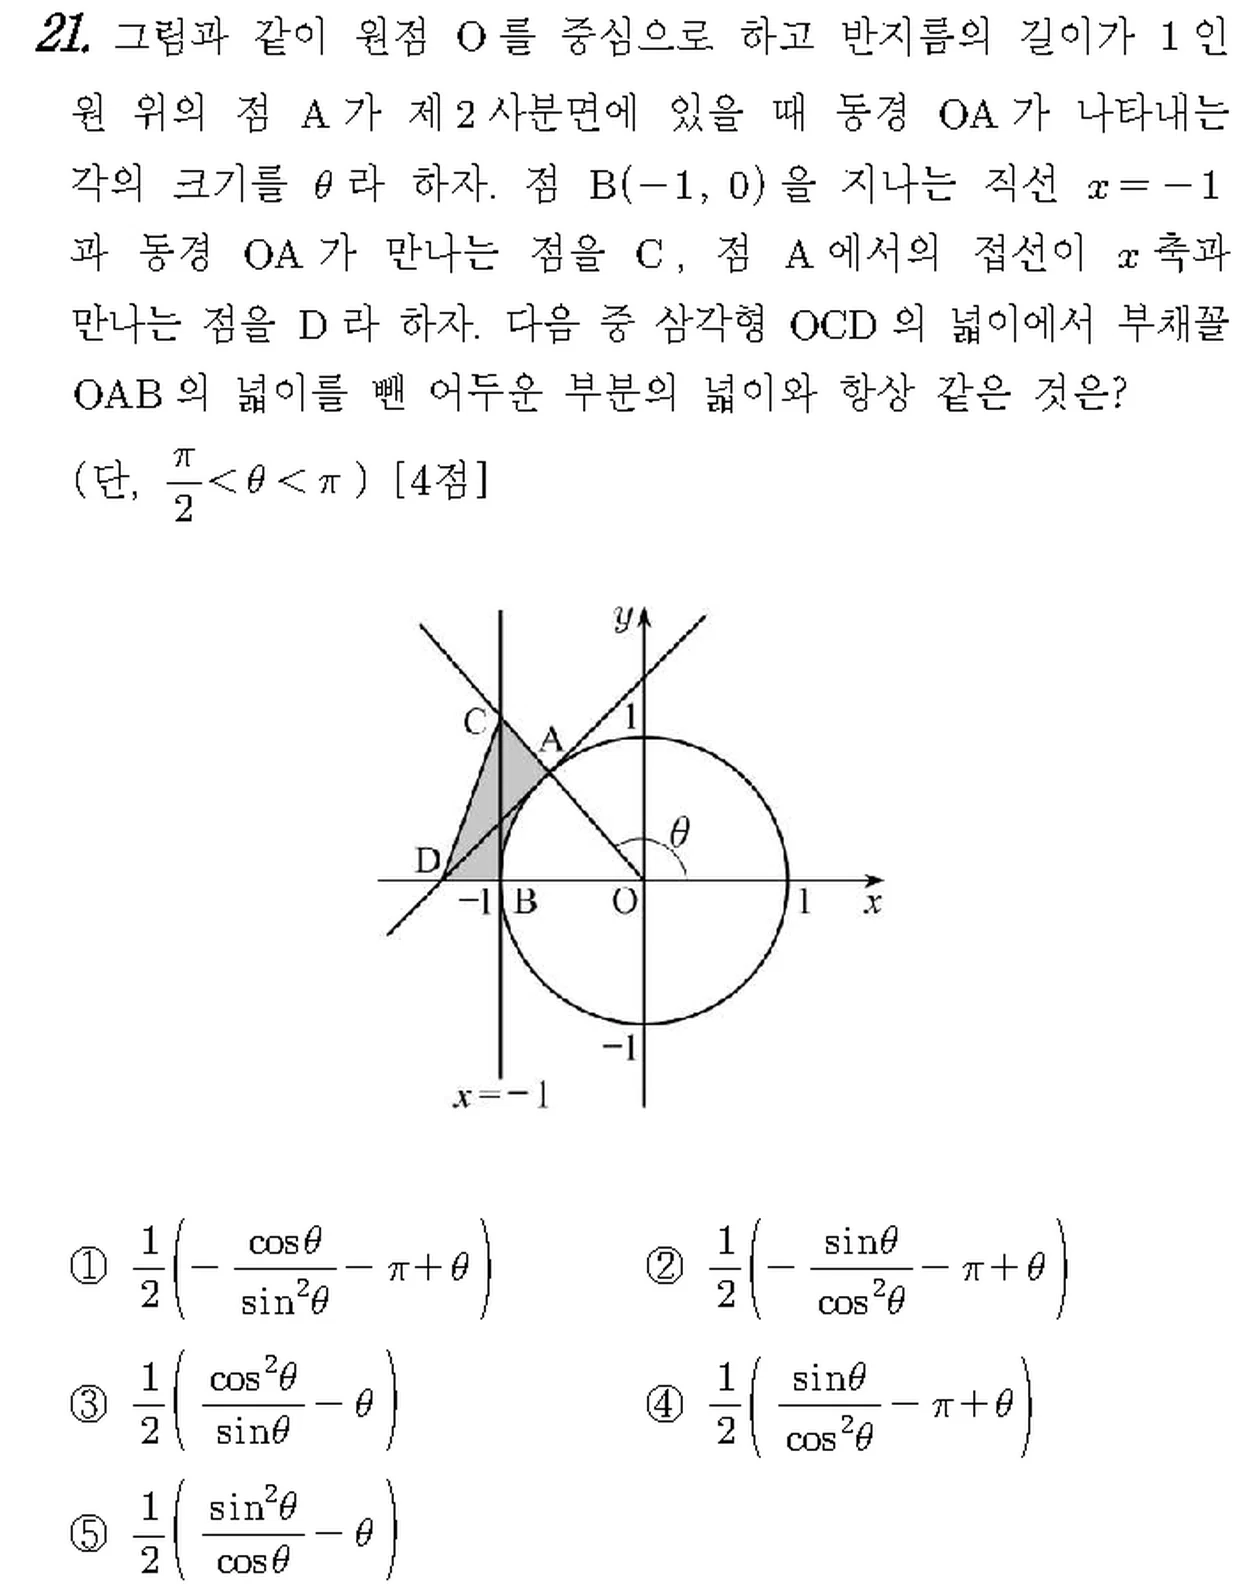 21. 그림과 같이 원점 O를 중심으로 하고 반지름의 길이가 1인
원 위의 점 A가 제2사분면에 있을 때 동경 OA가 나타내는
각의 크기를 θ라 하자. 점 B(−1, 0)을 지나는 직선 x=−1
과 동경 OA가 만나는 점을 C, 점 A에서의 접선이 x축과
만나는 점을 D라 하자. 다음 중 삼각형 OCD의 넓이에서 부채꼴
OAB의 넓이를 뺀 어두운 부분의 넓이와 항상 같은 것은?
(단, π/2<θ<π) [4점]
y
C A 1
θ
D
−1 B O 1 x
−1
x=−1
① 1/2(−cosθ/sin²θ−π+θ) ② 1/2(−sinθ/cos²θ−π+θ)
③ 1/2(cos²θ/sinθ−θ) ④ 1/2(sinθ/cos²θ−π+θ)
⑤ 1/2(sin²θ/cosθ−θ)